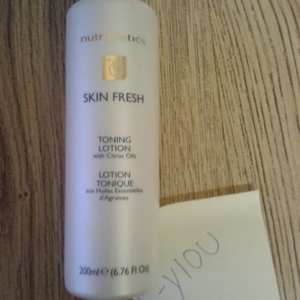 nutrimetics
SKIN FRESH
TONING
LOTION
with Citrus Oils
LOTION
TONIQUE
aux Huiles Essentielles
d'Agrumes
200ml e (6.76 Fl Oz)